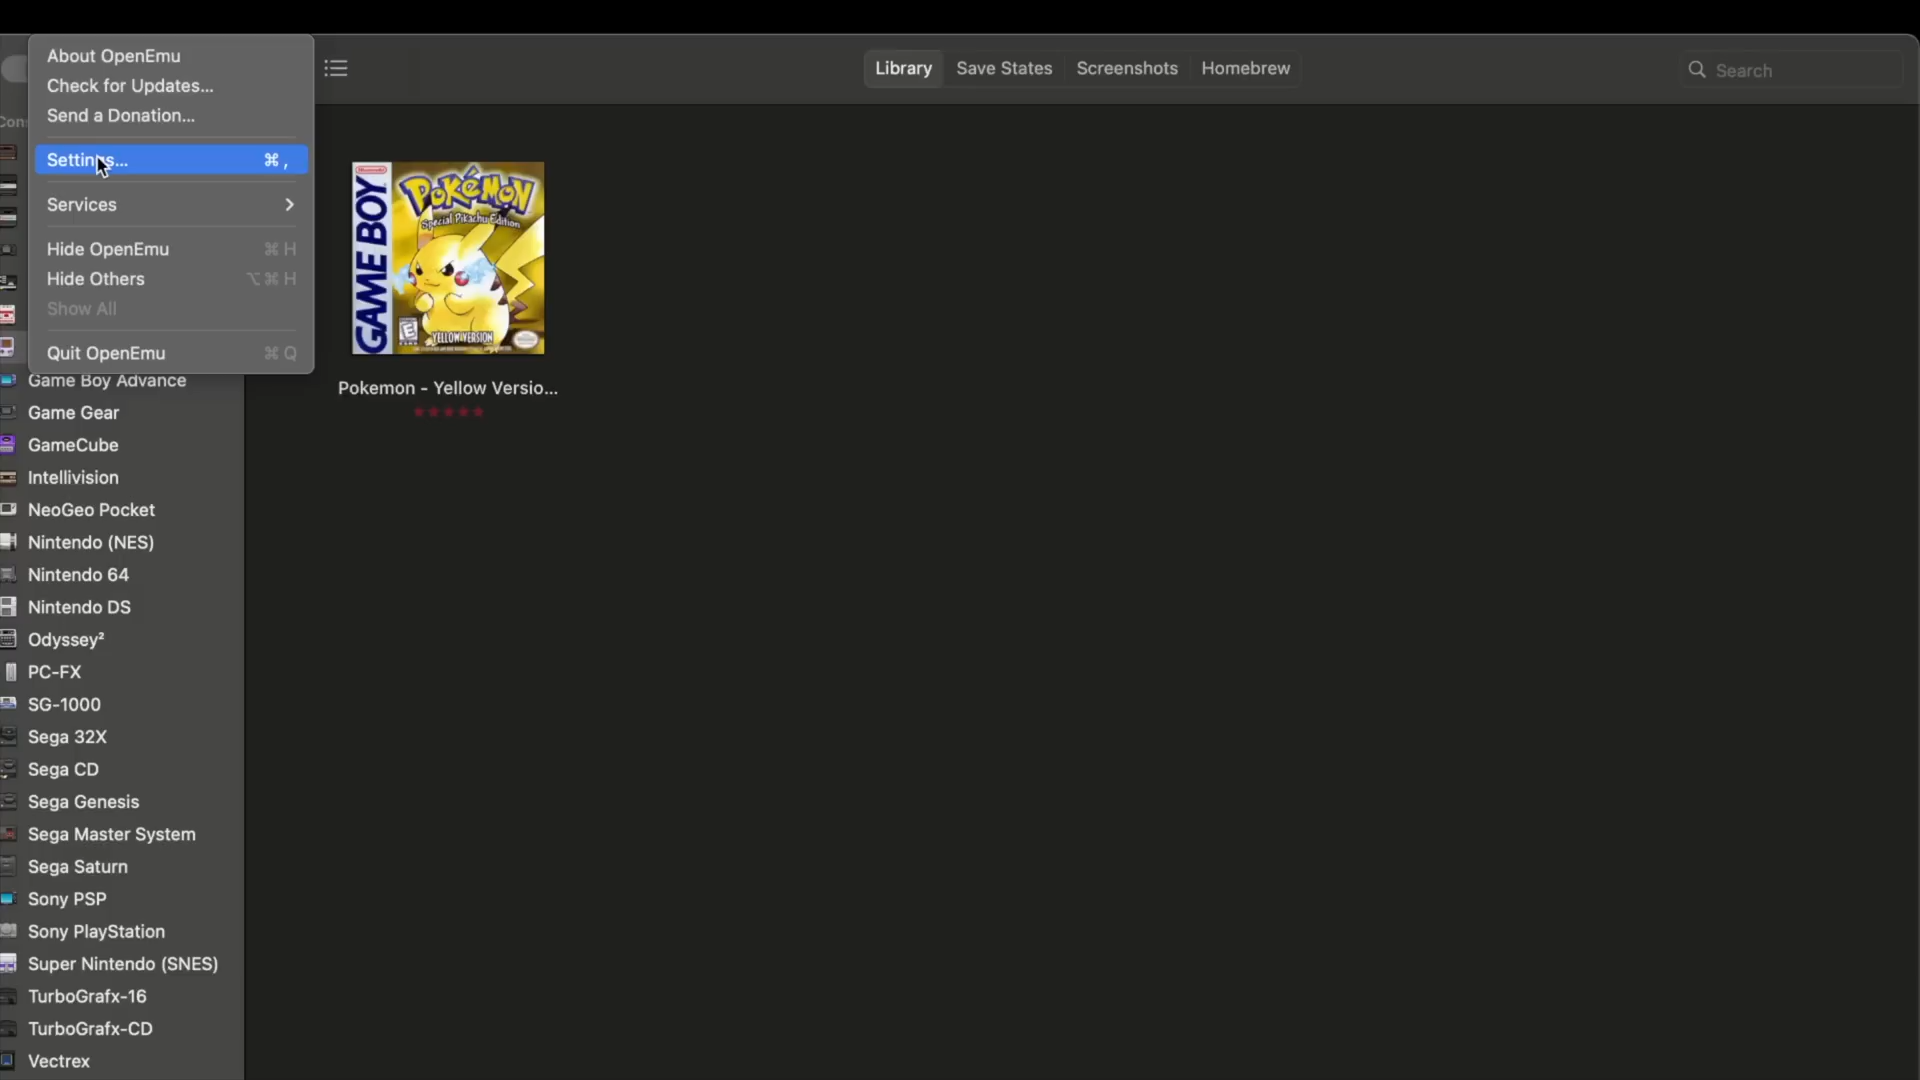 About OpenEmu
Check for Updates...
Send a Donation...
Settings... ⌘ ,
Services
Hide OpenEmu ⌘ H
Hide Others ⌥ ⌘ H
Show All
Quit OpenEmu ⌘ Q
Library Save States Screenshots Homebrew
Search
Con
Game Boy Advance
Game Gear
GameCube
Intellivision
NeoGeo Pocket
Nintendo (NES)
Nintendo 64
Nintendo DS
Odyssey²
PC-FX
SG-1000
Sega 32X
Sega CD
Sega Genesis
Sega Master System
Sega Saturn
Sony PSP
Sony PlayStation
Super Nintendo (SNES)
TurboGrafx-16
TurboGrafx-CD
Vectrex
Nintendo
GAME BOY
POKéMON
Special Pikachu Edition
E
YELLOW VERSION
Pokemon - Yellow Versio...